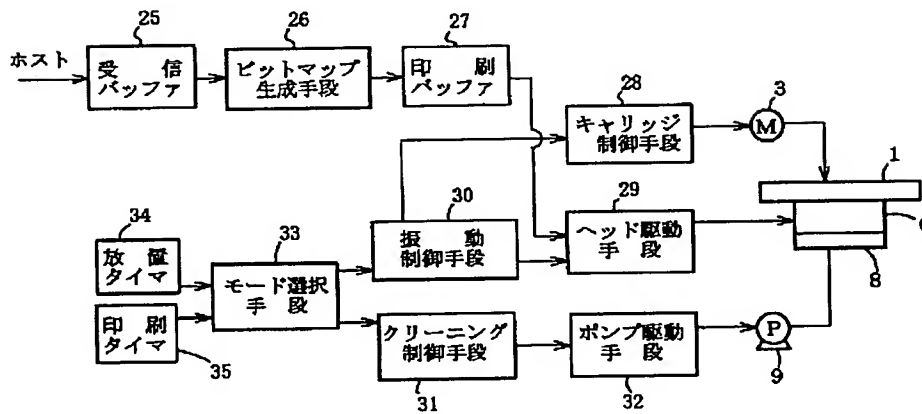 25
26
27
ホスト
受信
バッファ
ビットマップ
生成手段
印刷
バッファ
28
キャリッジ
制御手段
3
M
1
34
放置
タイマ
33
モード選択
手段
30
振動
制御手段
29
ヘッド駆動
手段
6
8
印刷
タイマ
35
クリーニング
制御手段
31
ポンプ駆動
手段
32
P
9